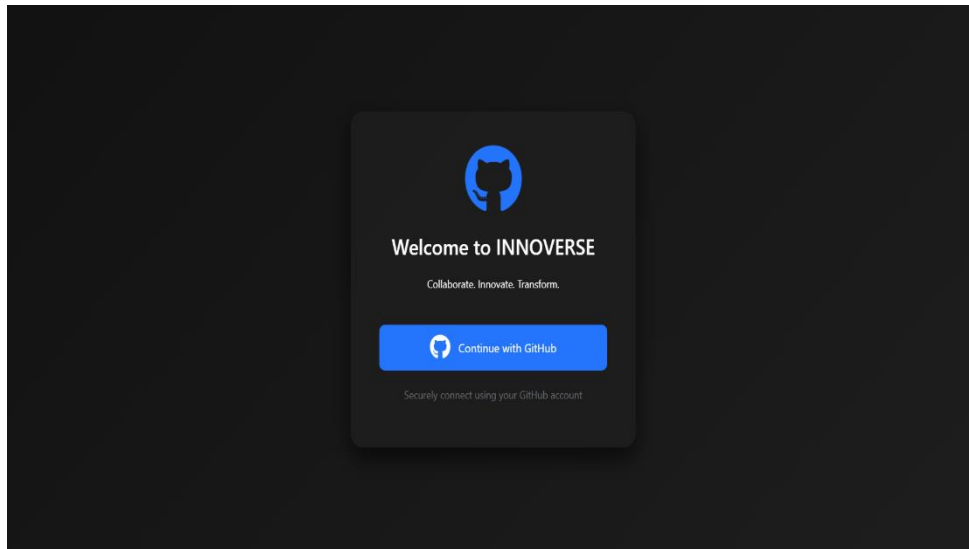 Welcome to INNOVERSE
Collaborate. Innovate. Transform.
Continue with GitHub
Securely connect using your GitHub account